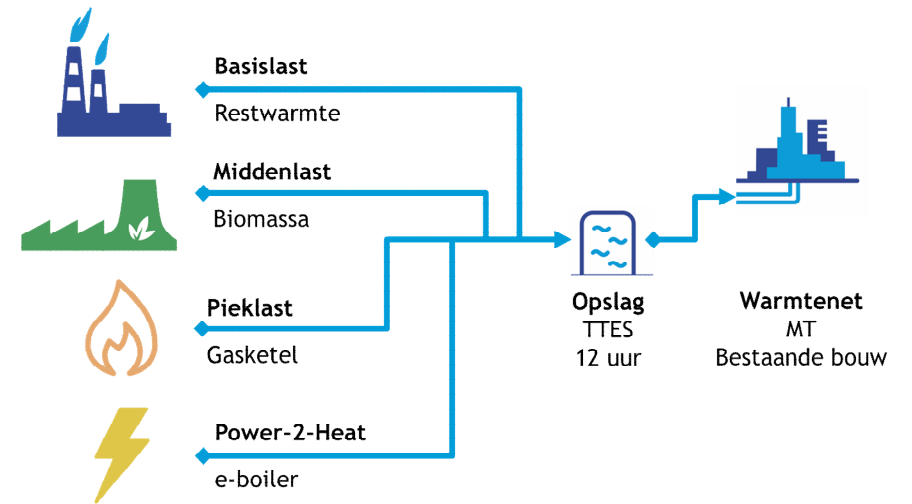 Basislast
Restwarmte
Middenlast
Biomassa
Pieklast
Gasketel
Power-2-Heat
e-boiler
Opslag
TTES
12 uur
Warmtenet
MT
Bestaande bouw